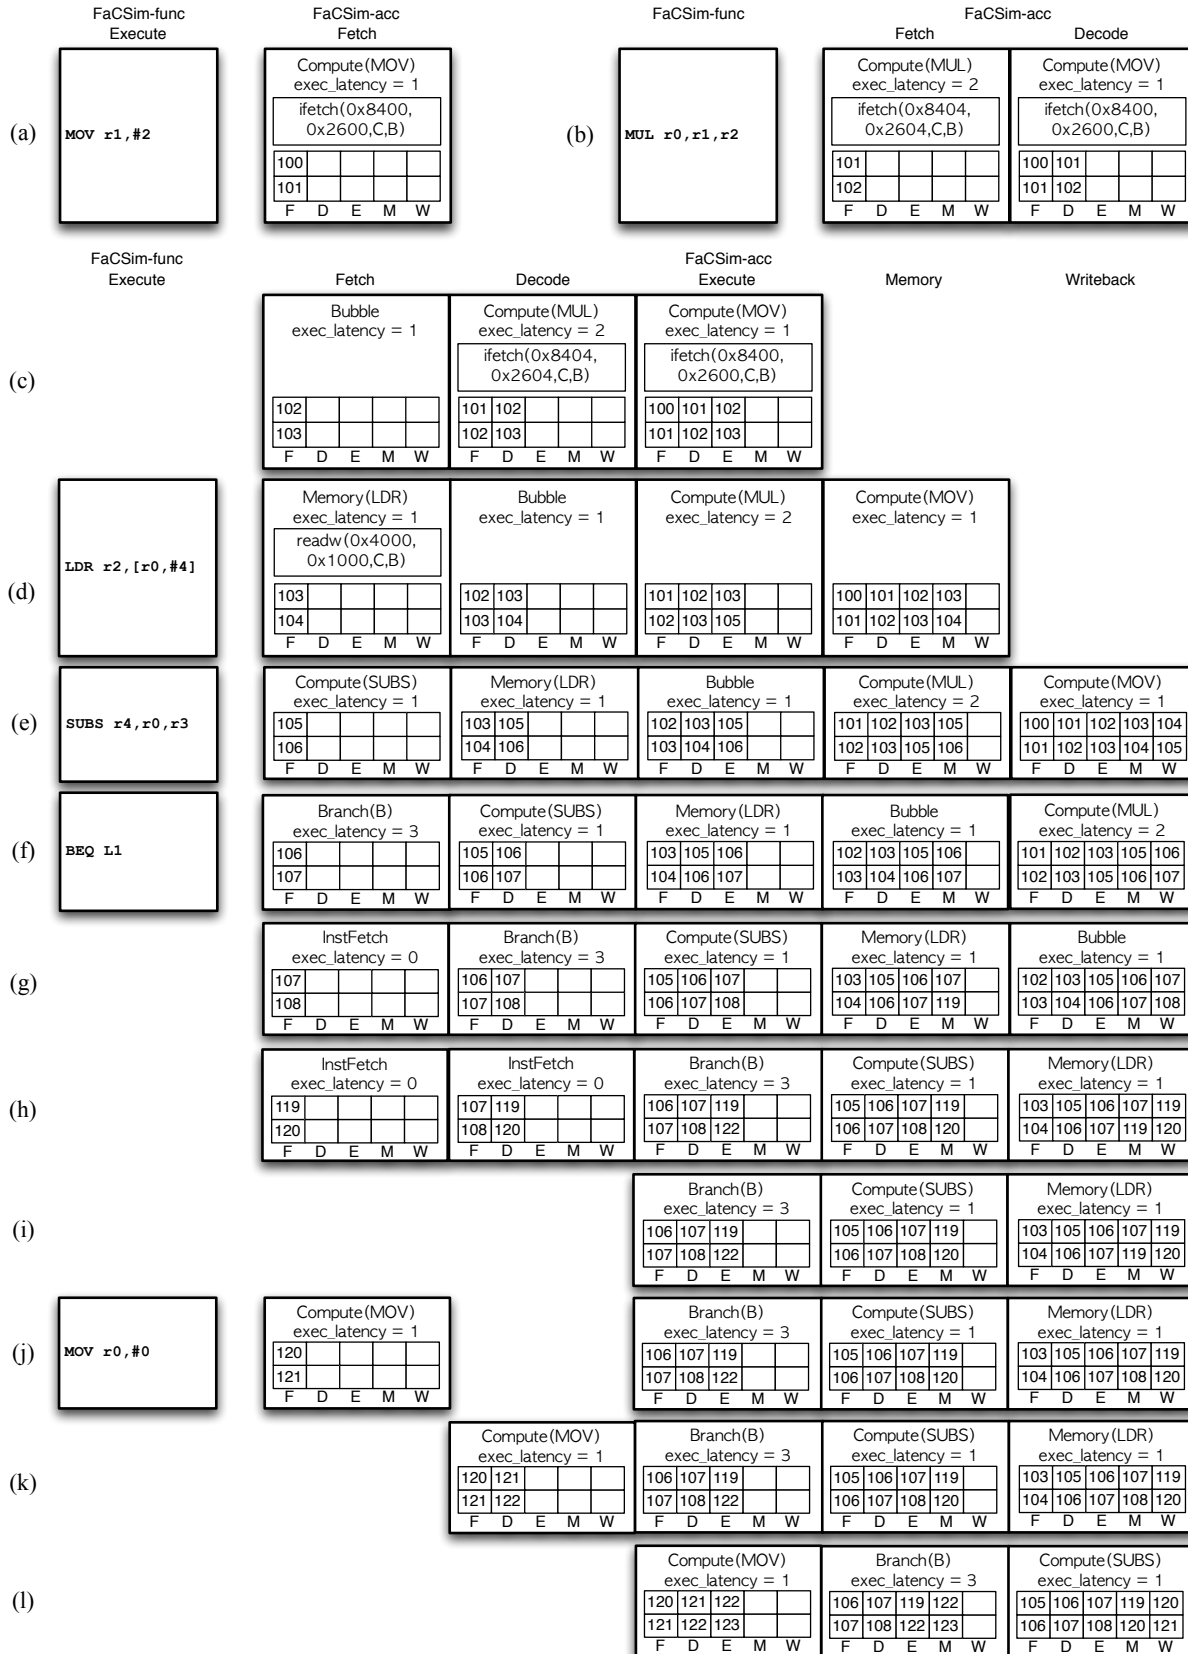 FaCSim-func FaCSim-acc FaCSim-func FaCSim-acc
Execute Fetch Fetch Decode
(a)
MOV r1,#2
Compute(MOV)
exec_latency = 1
ifetch(0x8400,
0x2600,C,B)
100
101
F D E M W
(b)
MUL r0,r1,r2
Compute(MUL)
exec_latency = 2
ifetch(0x8404,
0x2604,C,B)
101
102
F D E M W
Compute(MOV)
exec_latency = 1
ifetch(0x8400,
0x2600,C,B)
100 101
101 102
F D E M W
FaCSim-func FaCSim-acc
Execute Fetch Decode Execute Memory Writeback
(c)
Bubble
exec_latency = 1
102
103
F D E M W
Compute(MUL)
exec_latency = 2
ifetch(0x8404,
0x2604,C,B)
101 102
102 103
F D E M W
Compute(MOV)
exec_latency = 1
ifetch(0x8400,
0x2600,C,B)
100 101 102
101 102 103
F D E M W
(d)
LDR r2,[r0,#4]
Memory(LDR)
exec_latency = 1
readw(0x4000,
0x1000,C,B)
103
104
F D E M W
Bubble
exec_latency = 1
102 103
103 104
F D E M W
Compute(MUL)
exec_latency = 2
101 102 103
102 103 105
F D E M W
Compute(MOV)
exec_latency = 1
100 101 102 103
101 102 103 104
F D E M W
(e)
SUBS r4,r0,r3
Compute(SUBS)
exec_latency = 1
105
106
F D E M W
Memory(LDR)
exec_latency = 1
103 105
104 106
F D E M W
Bubble
exec_latency = 1
102 103 105
103 104 106
F D E M W
Compute(MUL)
exec_latency = 2
101 102 103 105
102 103 105 106
F D E M W
Compute(MOV)
exec_latency = 1
100 101 102 103 104
101 102 103 104 105
F D E M W
(f)
BEQ L1
Branch(B)
exec_latency = 3
106
107
F D E M W
Compute(SUBS)
exec_latency = 1
105 106
106 107
F D E M W
Memory(LDR)
exec_latency = 1
103 105 106
104 106 107
F D E M W
Bubble
exec_latency = 1
102 103 105 106
103 104 106 107
F D E M W
Compute(MUL)
exec_latency = 2
101 102 103 105 106
102 103 105 106 107
F D E M W
(g)
InstFetch
exec_latency = 0
107
108
F D E M W
Branch(B)
exec_latency = 3
106 107
107 108
F D E M W
Compute(SUBS)
exec_latency = 1
105 106 107
106 107 108
F D E M W
Memory(LDR)
exec_latency = 1
103 105 106 107
104 106 107 119
F D E M W
Bubble
exec_latency = 1
102 103 105 106 107
103 104 106 107 108
F D E M W
(h)
InstFetch
exec_latency = 0
119
120
F D E M W
InstFetch
exec_latency = 0
107 119
108 120
F D E M W
Branch(B)
exec_latency = 3
106 107 119
107 108 122
F D E M W
Compute(SUBS)
exec_latency = 1
105 106 107 119
106 107 108 120
F D E M W
Memory(LDR)
exec_latency = 1
103 105 106 107 119
104 106 107 119 120
F D E M W
(i)
Branch(B)
exec_latency = 3
106 107 119
107 108 122
F D E M W
Compute(SUBS)
exec_latency = 1
105 106 107 119
106 107 108 120
F D E M W
Memory(LDR)
exec_latency = 1
103 105 106 107 119
104 106 107 119 120
F D E M W
(j)
MOV r0,#0
Compute(MOV)
exec_latency = 1
120
121
F D E M W
Branch(B)
exec_latency = 3
106 107 119
107 108 122
F D E M W
Compute(SUBS)
exec_latency = 1
105 106 107 119
106 107 108 120
F D E M W
Memory(LDR)
exec_latency = 1
103 105 106 107 119
104 106 107 108 120
F D E M W
(k)
Compute(MOV)
exec_latency = 1
120 121
121 122
F D E M W
Branch(B)
exec_latency = 3
106 107 119
107 108 122
F D E M W
Compute(SUBS)
exec_latency = 1
105 106 107 119
106 107 108 120
F D E M W
Memory(LDR)
exec_latency = 1
103 105 106 107 119
104 106 107 108 120
F D E M W
(l)
Compute(MOV)
exec_latency = 1
120 121 122
121 122 123
F D E M W
Branch(B)
exec_latency = 3
106 107 119 122
107 108 122 123
F D E M W
Compute(SUBS)
exec_latency = 1
105 106 107 119 120
106 107 108 120 121
F D E M W